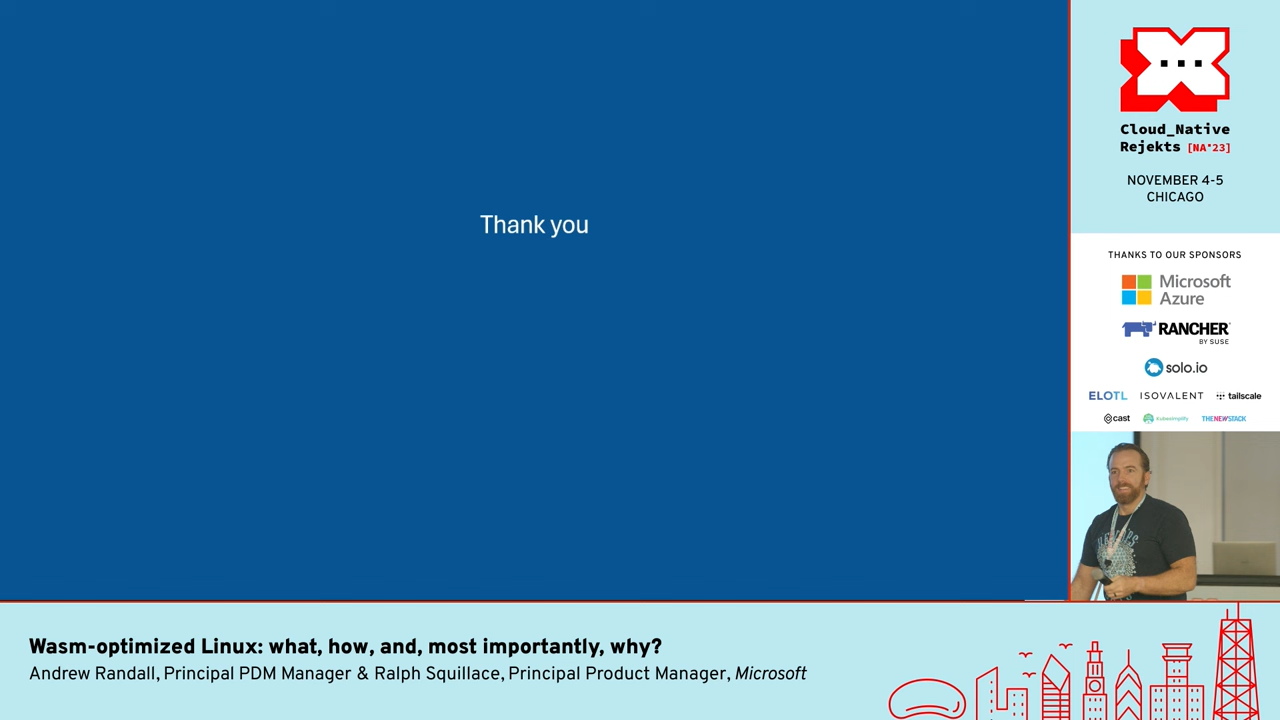 Thank you
Cloud_Native
Rejekts [NA'23]
NOVEMBER 4-5
CHICAGO
THANKS TO OUR SPONSORS
Microsoft
Azure
RANCHER
BY SUSE
solo.io
ELOTL ISOVALENT tailscale
cast kubesimplify THENEWSTACK
Wasm-optimized Linux: what, how, and, most importantly, why?
Andrew Randall, Principal PDM Manager & Ralph Squillace, Principal Product Manager, Microsoft